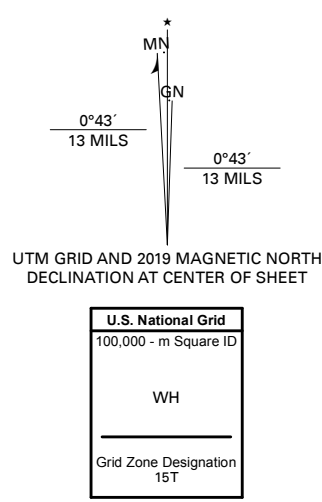 MN
GN
0°43´
13 MILS
0°43´
13 MILS
UTM GRID AND 2019 MAGNETIC NORTH
DECLINATION AT CENTER OF SHEET
U.S. National Grid
100,000 - m Square ID
WH
Grid Zone Designation
15T